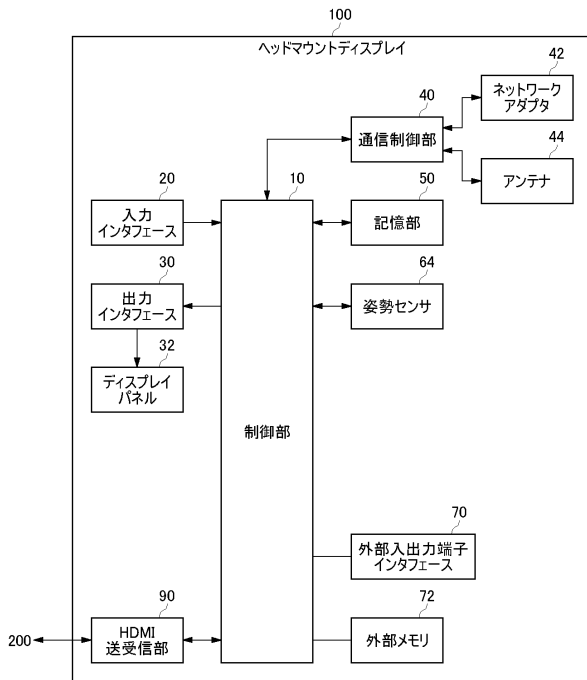 100
ヘッドマウントディスプレイ
42
ネットワーク
アダプタ
40
通信制御部
44
アンテナ
20
入力
インタフェース
10
制御部
50
記憶部
30
出力
インタフェース
64
姿勢センサ
32
ディスプレイ
パネル
70
外部入出力端子
インタフェース
90
HDMI
送受信部
200
72
外部メモリ